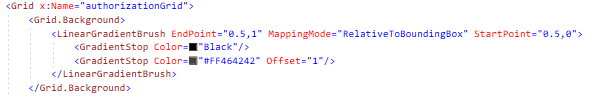 <Grid x:Name="authorizationGrid">
<Grid.Background>
<LinearGradientBrush EndPoint="0.5,1" MappingMode="RelativeToBoundingBox" StartPoint="0.5,0">
<GradientStop Color="Black"/>
<GradientStop Color="#FF464242" Offset="1"/>
</LinearGradientBrush>
</Grid.Background>